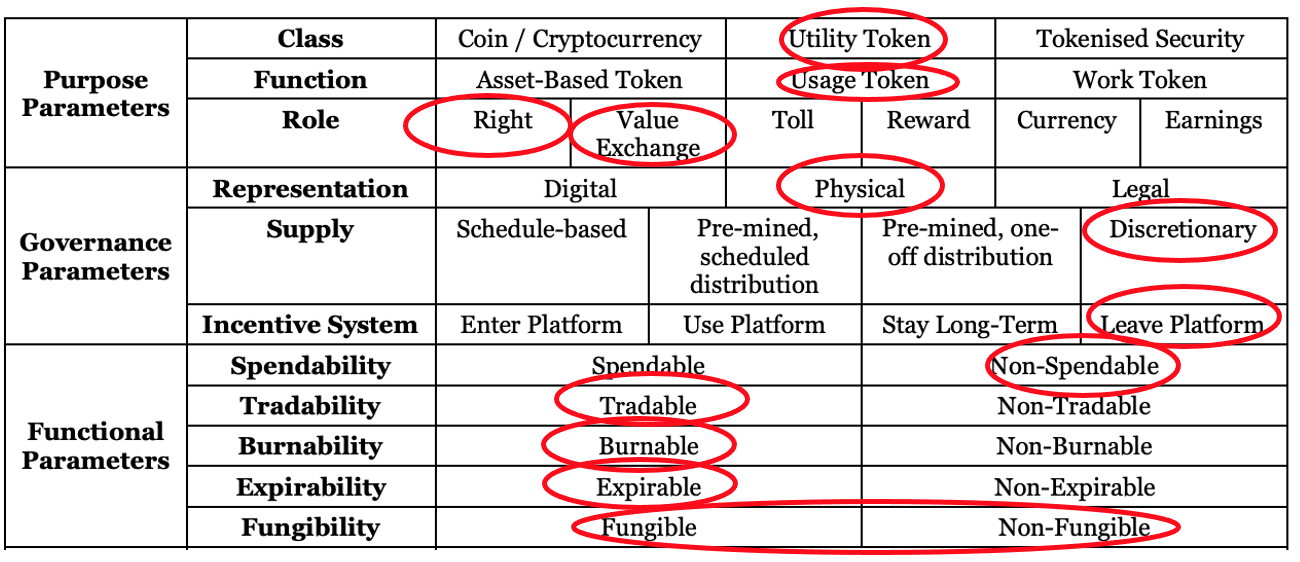 Class Coin / Cryptocurrency Utility Token Tokenised Security
Purpose Parameters Function Asset-Based Token Usage Token Work Token
Role Right Value Exchange Toll Reward Currency Earnings
Representation Digital Physical Legal
Governance Parameters Supply Schedule-based Pre-mined, scheduled distribution Pre-mined, one-off distribution Discretionary
Incentive System Enter Platform Use Platform Stay Long-Term Leave Platform
Spendability Spendable Non-Spendable
Tradability Tradable Non-Tradable
Functional Parameters Burnability Burnable Non-Burnable
Expirability Expirable Non-Expirable
Fungibility Fungible Non-Fungible